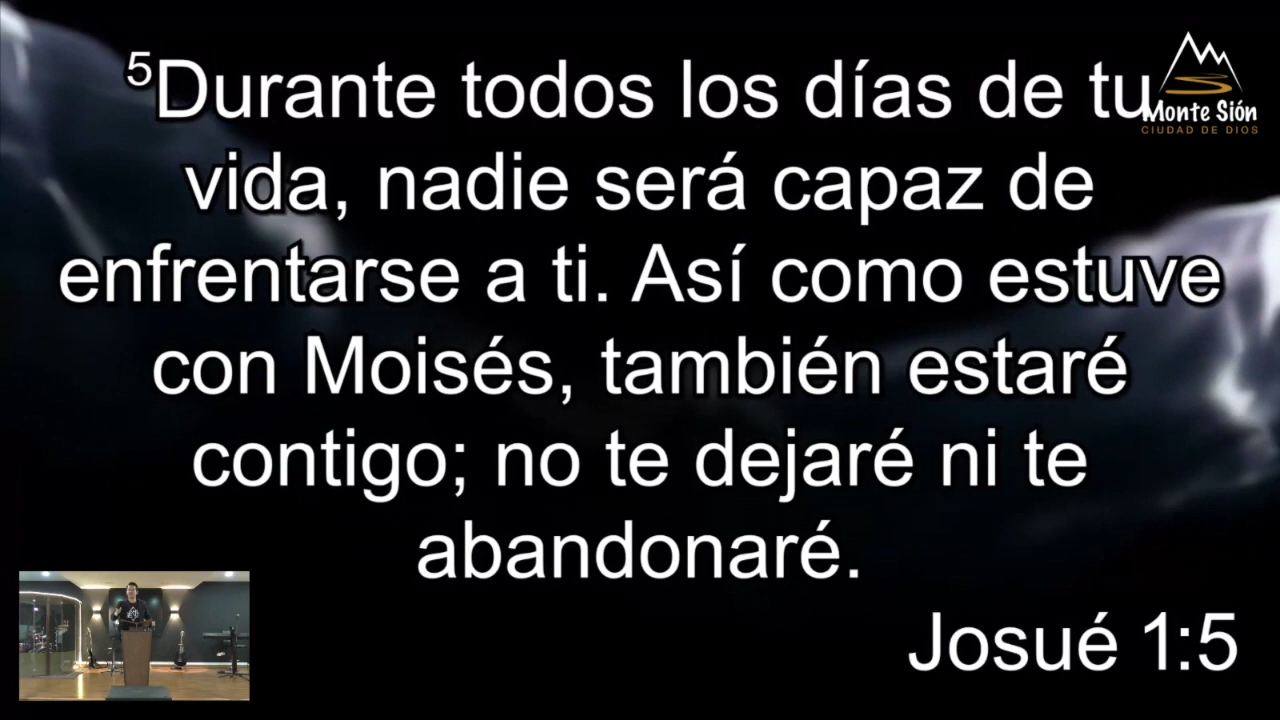 ⁵Durante todos los días de tu
vida, nadie será capaz de
enfrentarse a ti. Así como estuve
con Moisés, también estaré
contigo; no te dejaré ni te
abandonaré.
Josué 1:5
Monte Sión
CIUDAD DE DIOS